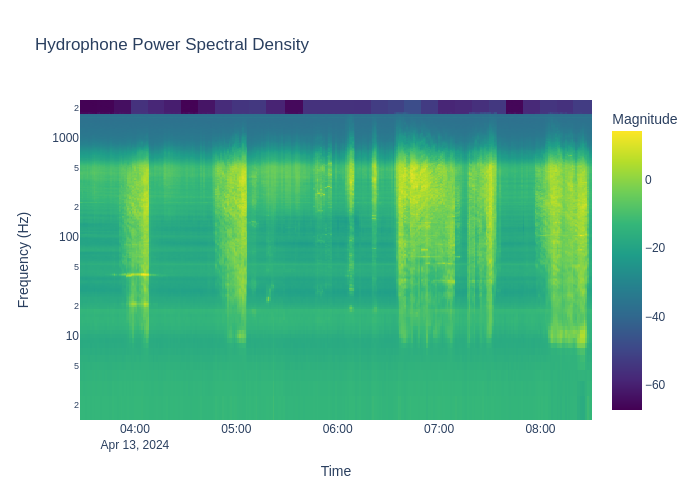 Hydrophone Power Spectral Density
Magnitude
2
1000
5
2
100
5
2
10
5
2
Frequency (Hz)
0
−20
−40
−60
04:00 05:00 06:00 07:00 08:00
Apr 13, 2024
Time